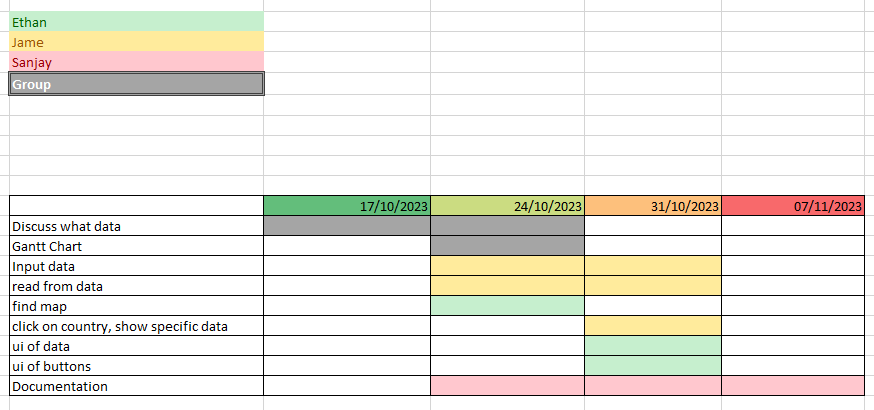 Ethan
Jame
Sanjay
Group
17/10/2023 24/10/2023 31/10/2023 07/11/2023
Discuss what data
Gantt Chart
Input data
read from data
find map
click on country, show specific data
ui of data
ui of buttons
Documentation